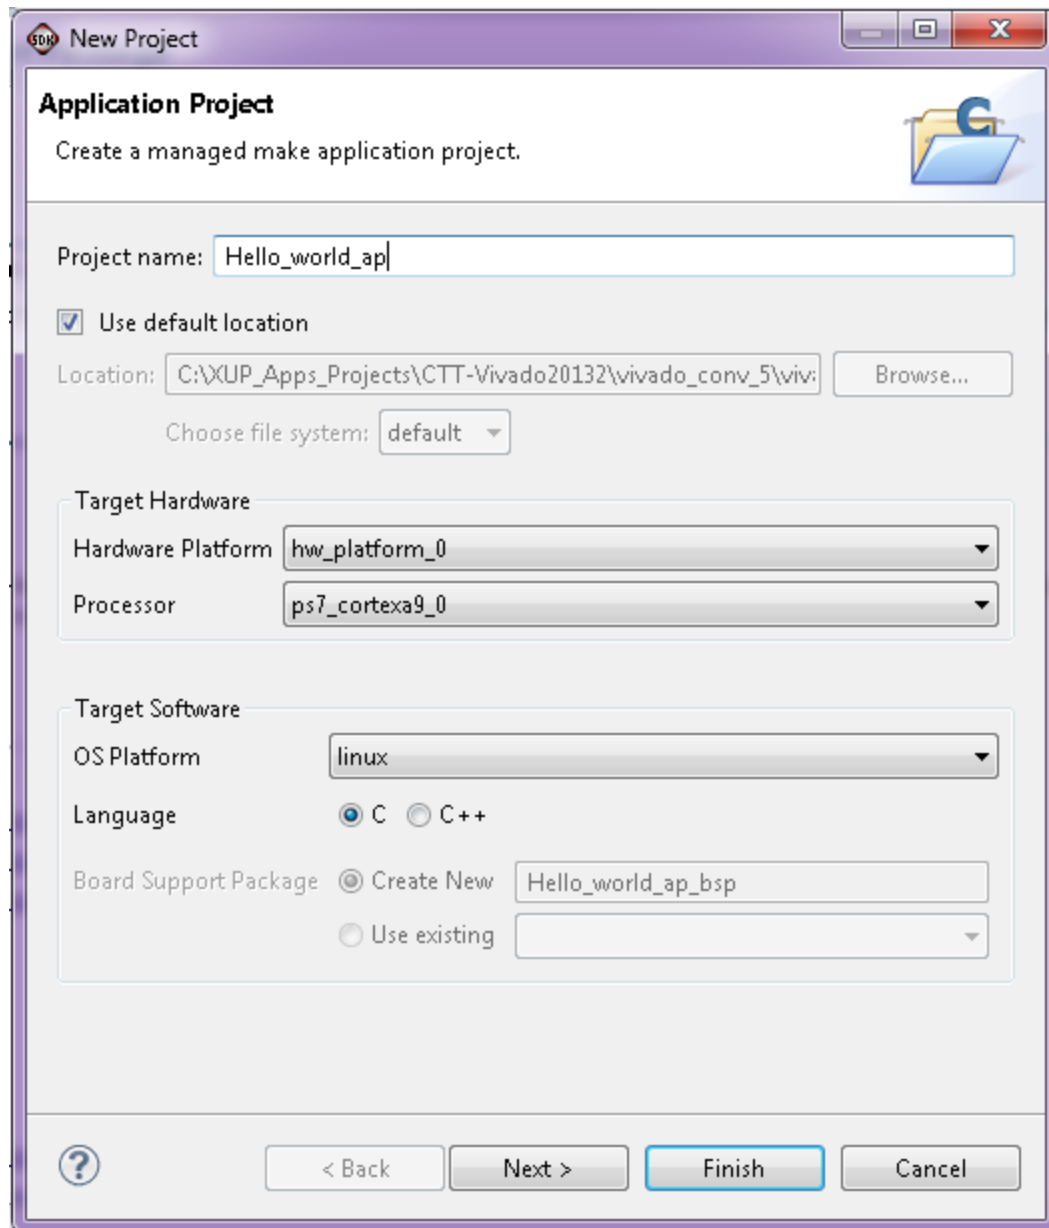 SDK New Project
Application Project
Create a managed make application project.
C
Project name: Hello_world_ap
Use default location
Location: C:\XUP_Apps_Projects\CTT-Vivado20132\vivado_conv_5\viva
Browse...
Choose file system: default
Target Hardware
Hardware Platform hw_platform_0
Processor ps7_cortexa9_0
Target Software
OS Platform linux
Language C C++
Board Support Package Create New Hello_world_ap_bsp
Use existing
? < Back Next > Finish Cancel